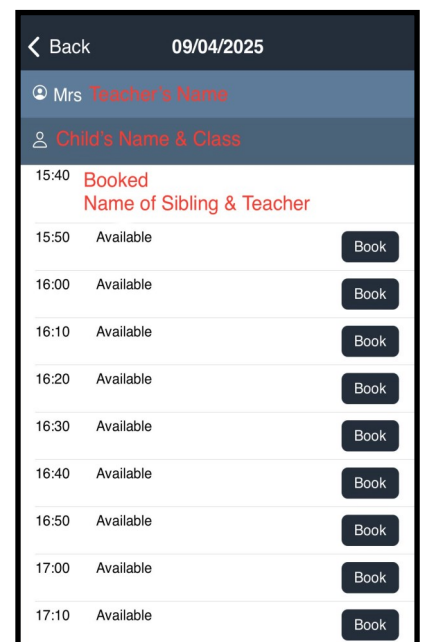 Back 09/04/2025
Mrs Teacher's Name
Child's Name & Class
15:40 Booked
Name of Sibling & Teacher
15:50 Available Book
16:00 Available Book
16:10 Available Book
16:20 Available Book
16:30 Available Book
16:40 Available Book
16:50 Available Book
17:00 Available Book
17:10 Available Book